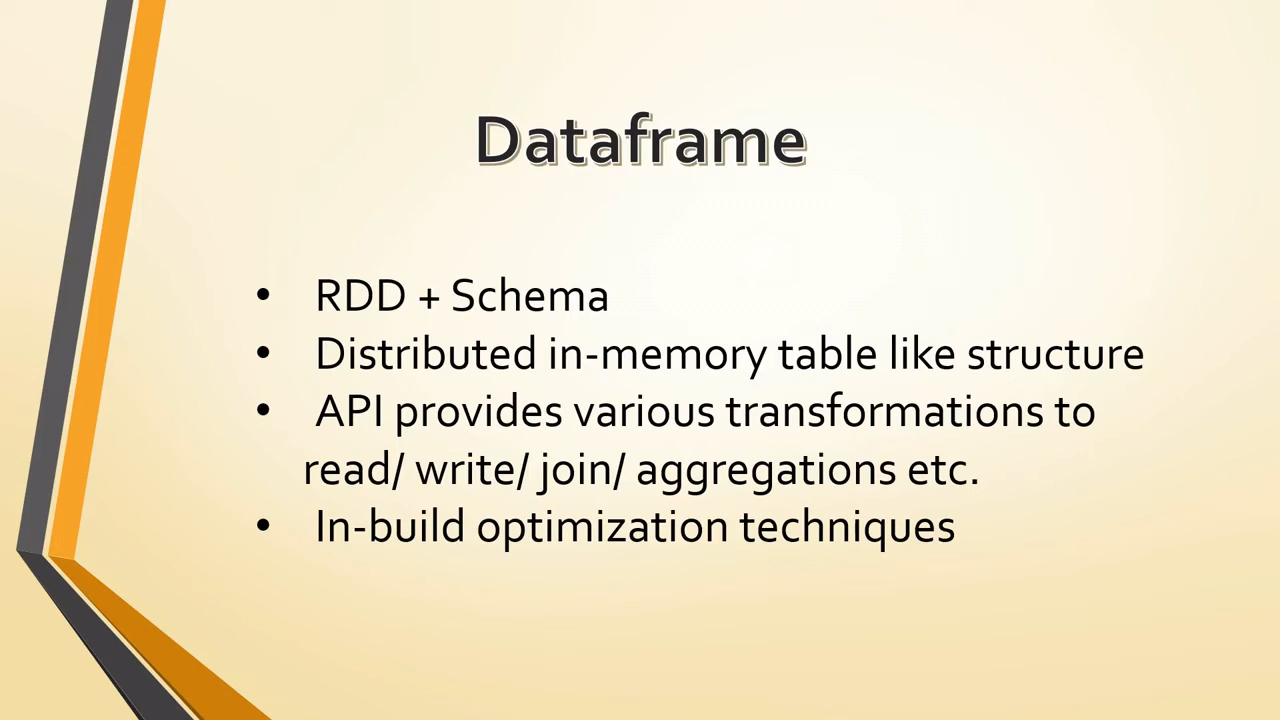 Dataframe
• RDD + Schema
• Distributed in-memory table like structure
• API provides various transformations to
read/ write/ join/ aggregations etc.
• In-build optimization techniques